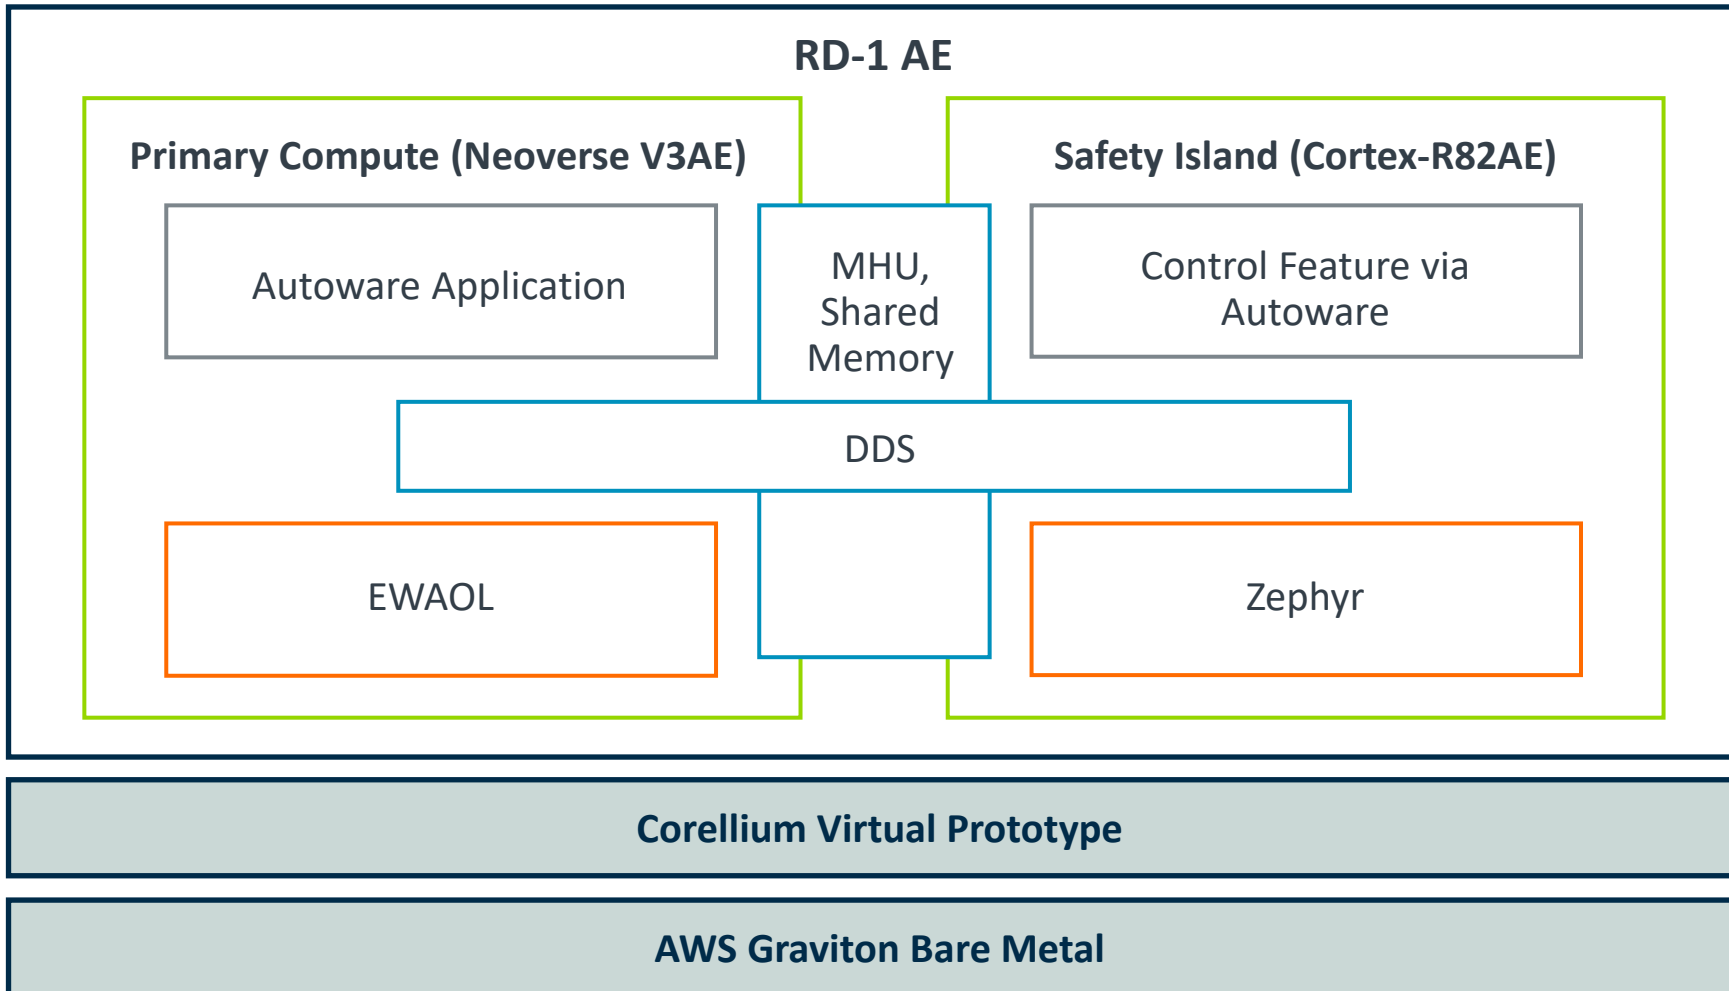 RD-1 AE
Primary Compute (Neoverse V3AE)
Autoware Application
EWAOL
MHU,
Shared
Memory
DDS
Safety Island (Cortex-R82AE)
Control Feature via
Autoware
Zephyr
Corellium Virtual Prototype
AWS Graviton Bare Metal